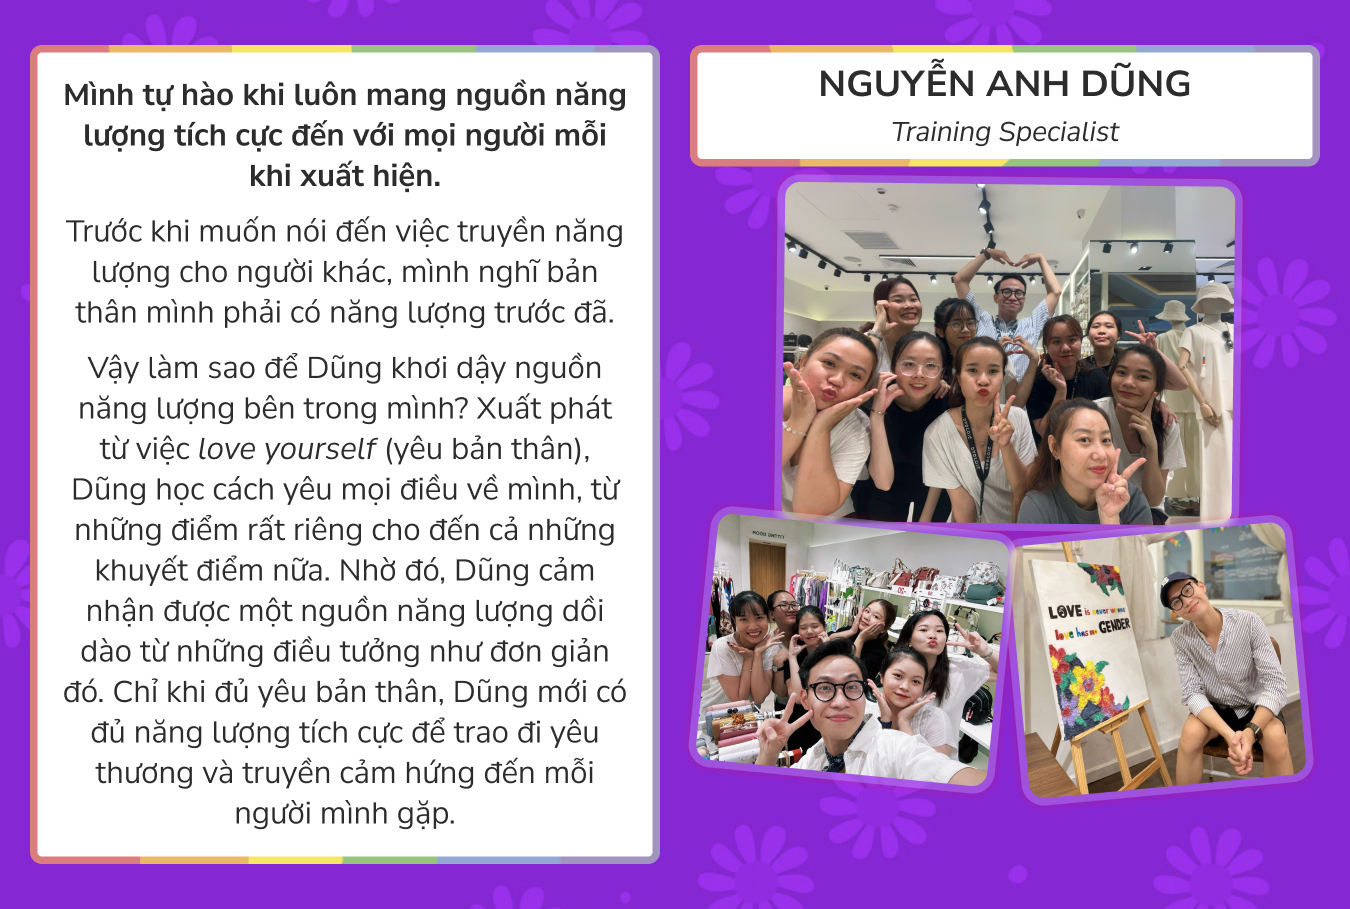 Mình tự hào khi luôn mang nguồn năng
lượng tích cực đến với mọi người mỗi
khi xuất hiện.
Trước khi muốn nói đến việc truyền năng
lượng cho người khác, mình nghĩ bản
thân mình phải có năng lượng trước đã.
Vậy làm sao để Dũng khơi dậy nguồn
năng lượng bên trong mình? Xuất phát
từ việc love yourself (yêu bản thân),
Dũng học cách yêu mọi điều về mình, từ
những điểm rất riêng cho đến cả những
khuyết điểm nữa. Nhờ đó, Dũng cảm
nhận được một nguồn năng lượng dồi
dào từ những điều tưởng như đơn giản
đó. Chỉ khi đủ yêu bản thân, Dũng mới có
đủ năng lượng tích cực để trao đi yêu
thương và truyền cảm hứng đến mỗi
người mình gặp.
NGUYỄN ANH DŨNG
Training Specialist
LOVE is never wrong
love has no GENDER